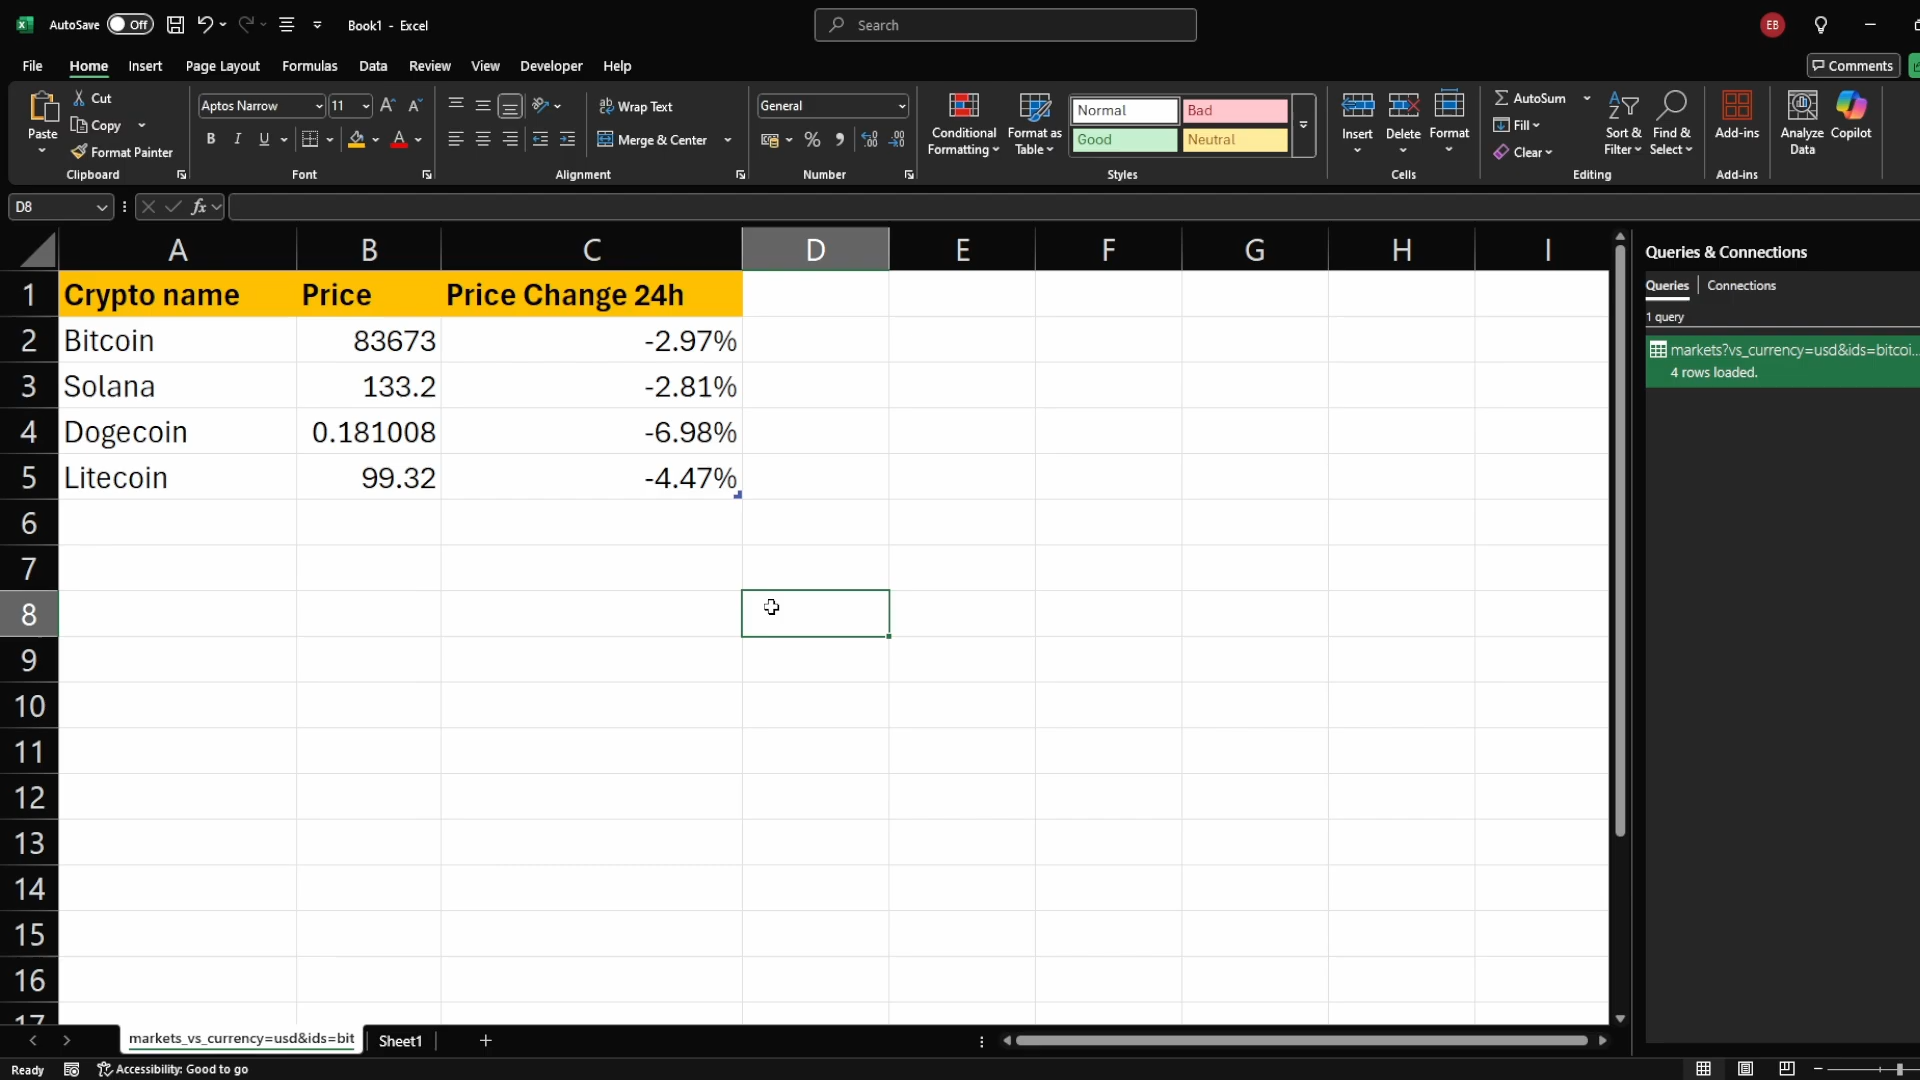 AutoSave Off Book1 - Excel Search EB
File Home Insert Page Layout Formulas Data Review View Developer Help Comments
Paste Cut Copy Format Painter Clipboard
Aptos Narrow 11 A A B I U A Font
Wrap Text Merge & Center Alignment
General % 9 Number
Conditional Formatting Format as Table Normal Bad Good Neutral Styles
Insert Delete Format Cells
AutoSum Fill Clear Sort & Filter Find & Select Editing
Add-ins Add-ins
Analyze Data Copilot
D8 fx
A B C D E F G H I
1 Crypto name Price Price Change 24h
2 Bitcoin 83673 -2.97%
3 Solana 133.2 -2.81%
4 Dogecoin 0.181008 -6.98%
5 Litecoin 99.32 -4.47%
6
7
8
9
10
11
12
13
14
15
16
17
Queries & Connections
Queries Connections
1 query
markets?vs_currency=usd&ids=bitcoi...
4 rows loaded.
markets_vs_currency=usd&ids=bit Sheet1 +
Ready Accessibility: Good to go